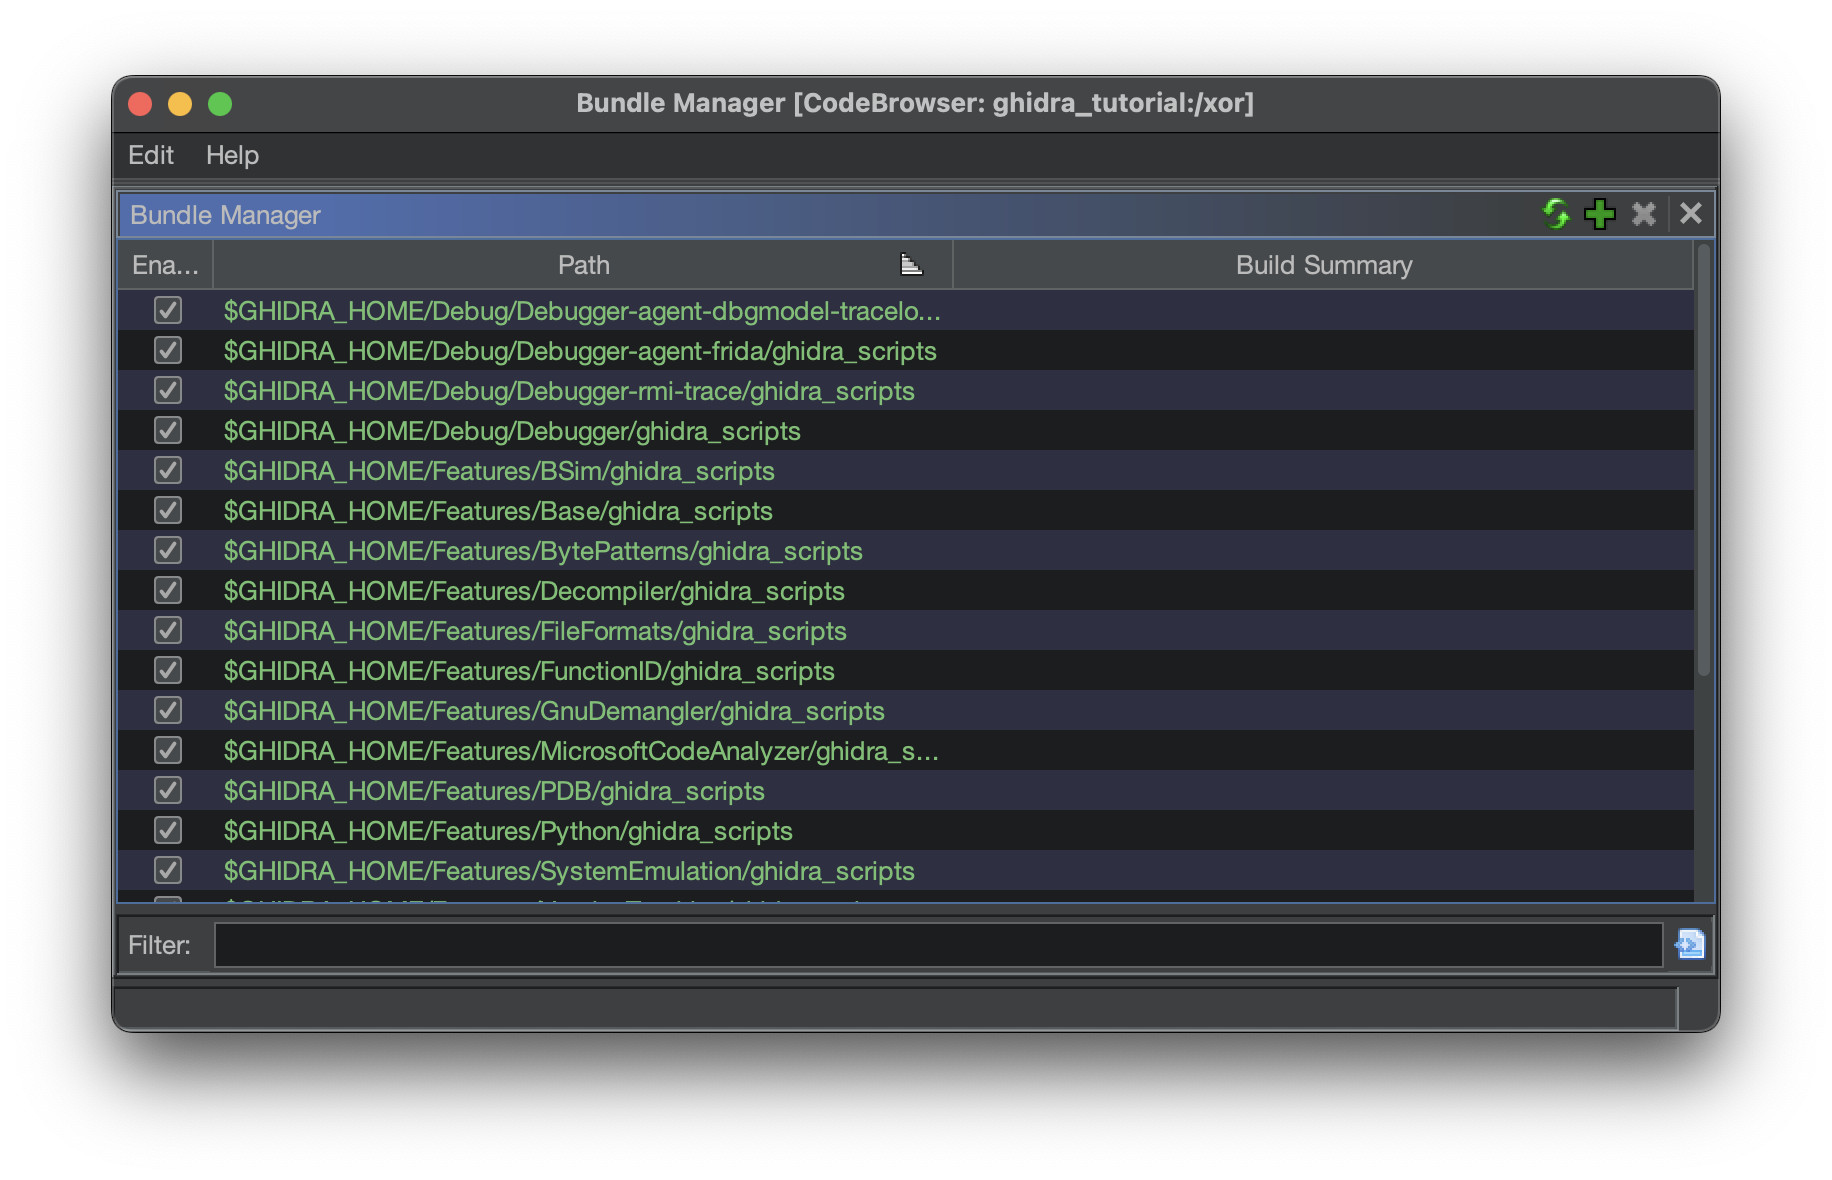 Bundle Manager [CodeBrowser: ghidra_tutorial:/xor]
Edit Help
Bundle Manager
Ena... Path Build Summary
$GHIDRA_HOME/Debug/Debugger-agent-dbgmodel-tracelo...
$GHIDRA_HOME/Debug/Debugger-agent-frida/ghidra_scripts
$GHIDRA_HOME/Debug/Debugger-rmi-trace/ghidra_scripts
$GHIDRA_HOME/Debug/Debugger/ghidra_scripts
$GHIDRA_HOME/Features/BSim/ghidra_scripts
$GHIDRA_HOME/Features/Base/ghidra_scripts
$GHIDRA_HOME/Features/BytePatterns/ghidra_scripts
$GHIDRA_HOME/Features/Decompiler/ghidra_scripts
$GHIDRA_HOME/Features/FileFormats/ghidra_scripts
$GHIDRA_HOME/Features/FunctionID/ghidra_scripts
$GHIDRA_HOME/Features/GnuDemangler/ghidra_scripts
$GHIDRA_HOME/Features/MicrosoftCodeAnalyzer/ghidra_s...
$GHIDRA_HOME/Features/PDB/ghidra_scripts
$GHIDRA_HOME/Features/Python/ghidra_scripts
$GHIDRA_HOME/Features/SystemEmulation/ghidra_scripts
Filter: